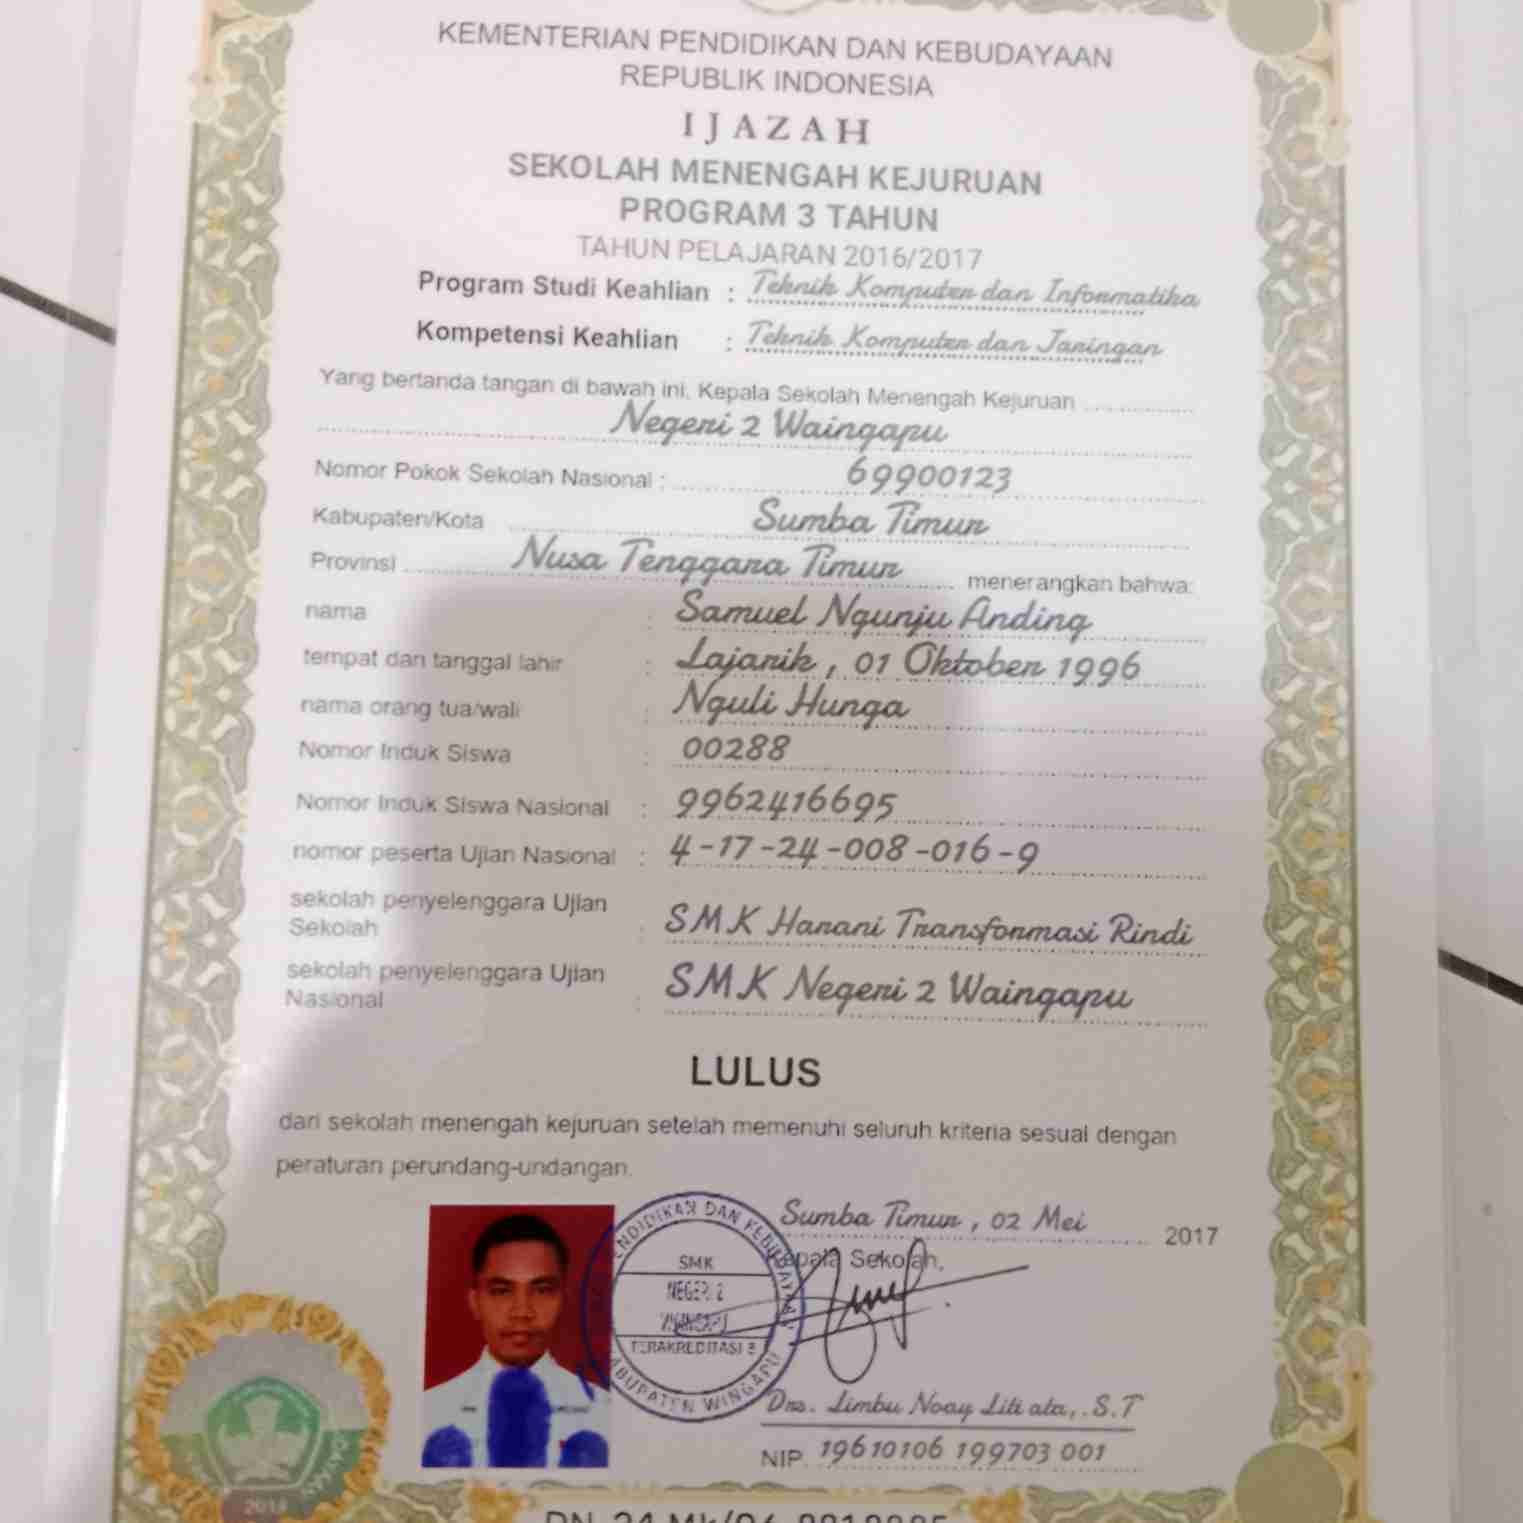 KEMENTERIAN PENDIDIKAN DAN KEBUDAYAAN
REPUBLIK INDONESIA
IJAZAH
SEKOLAH MENENGAH KEJURUAN
PROGRAM 3 TAHUN
TAHUN PELAJARAN 2016/2017
Program Studi Keahlian : Teknik Komputer dan Informatika
Kompetensi Keahlian : Teknik Komputer dan Jaringan
Yang bertanda tangan di bawah ini, Kepala Sekolah Menengah Kejuruan
Negeri 2 Waingapu
Nomor Pokok Sekolah Nasional : 69900123
Kabupaten/Kota Sumba Timur
Provinsi Nusa Tenggara Timur menerangkan bahwa:
nama : Samuel Ngunju Anding
tempat dan tanggal lahir : Lajarik, 01 Oktober 1996
nama orang tua/wali : Nguli Hunga
Nomor Induk Siswa : 00288
Nomor Induk Siswa Nasional : 9962416695
nomor peserta Ujian Nasional : 4-17-24-008-016-9
sekolah penyelenggara Ujian
Sekolah : SMK Harani Transformasi Rindi
sekolah penyelenggara Ujian
Nasional : SMK Negeri 2 Waingapu
LULUS
dari sekolah menengah kejuruan setelah memenuhi seluruh kriteria sesuai dengan
peraturan perundang-undangan.
Sumba Timur, 02 Mei 2017
Kepala Sekolah,
PENDIDIKAN DAN KEBUDAYAAN
SMK
NEGERI 2
TERAKREDITASI B
KABUPATEN WINGAPU
Drs. Limbu Noay Liti ata, .S.T
NIP. 19610106 199703 001
2014